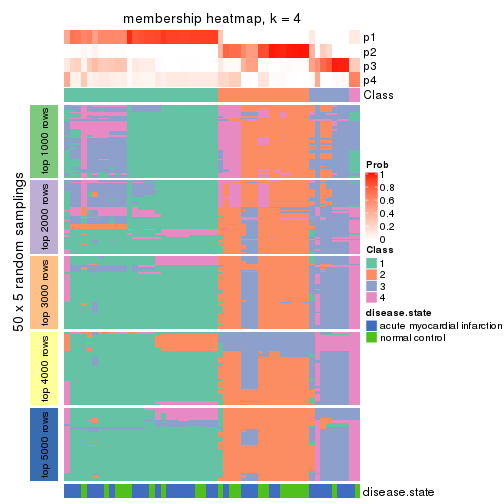 membership heatmap, k = 4
p1
p2
p3
p4
Class
50 x 5 random samplings
top 1000 rows
top 2000 rows
top 3000 rows
top 4000 rows
top 5000 rows
Prob
1
0.8
0.6
0.4
0.2
0
Class
1
2
3
4
disease.state
acute myocardial infarction
normal control
disease.state